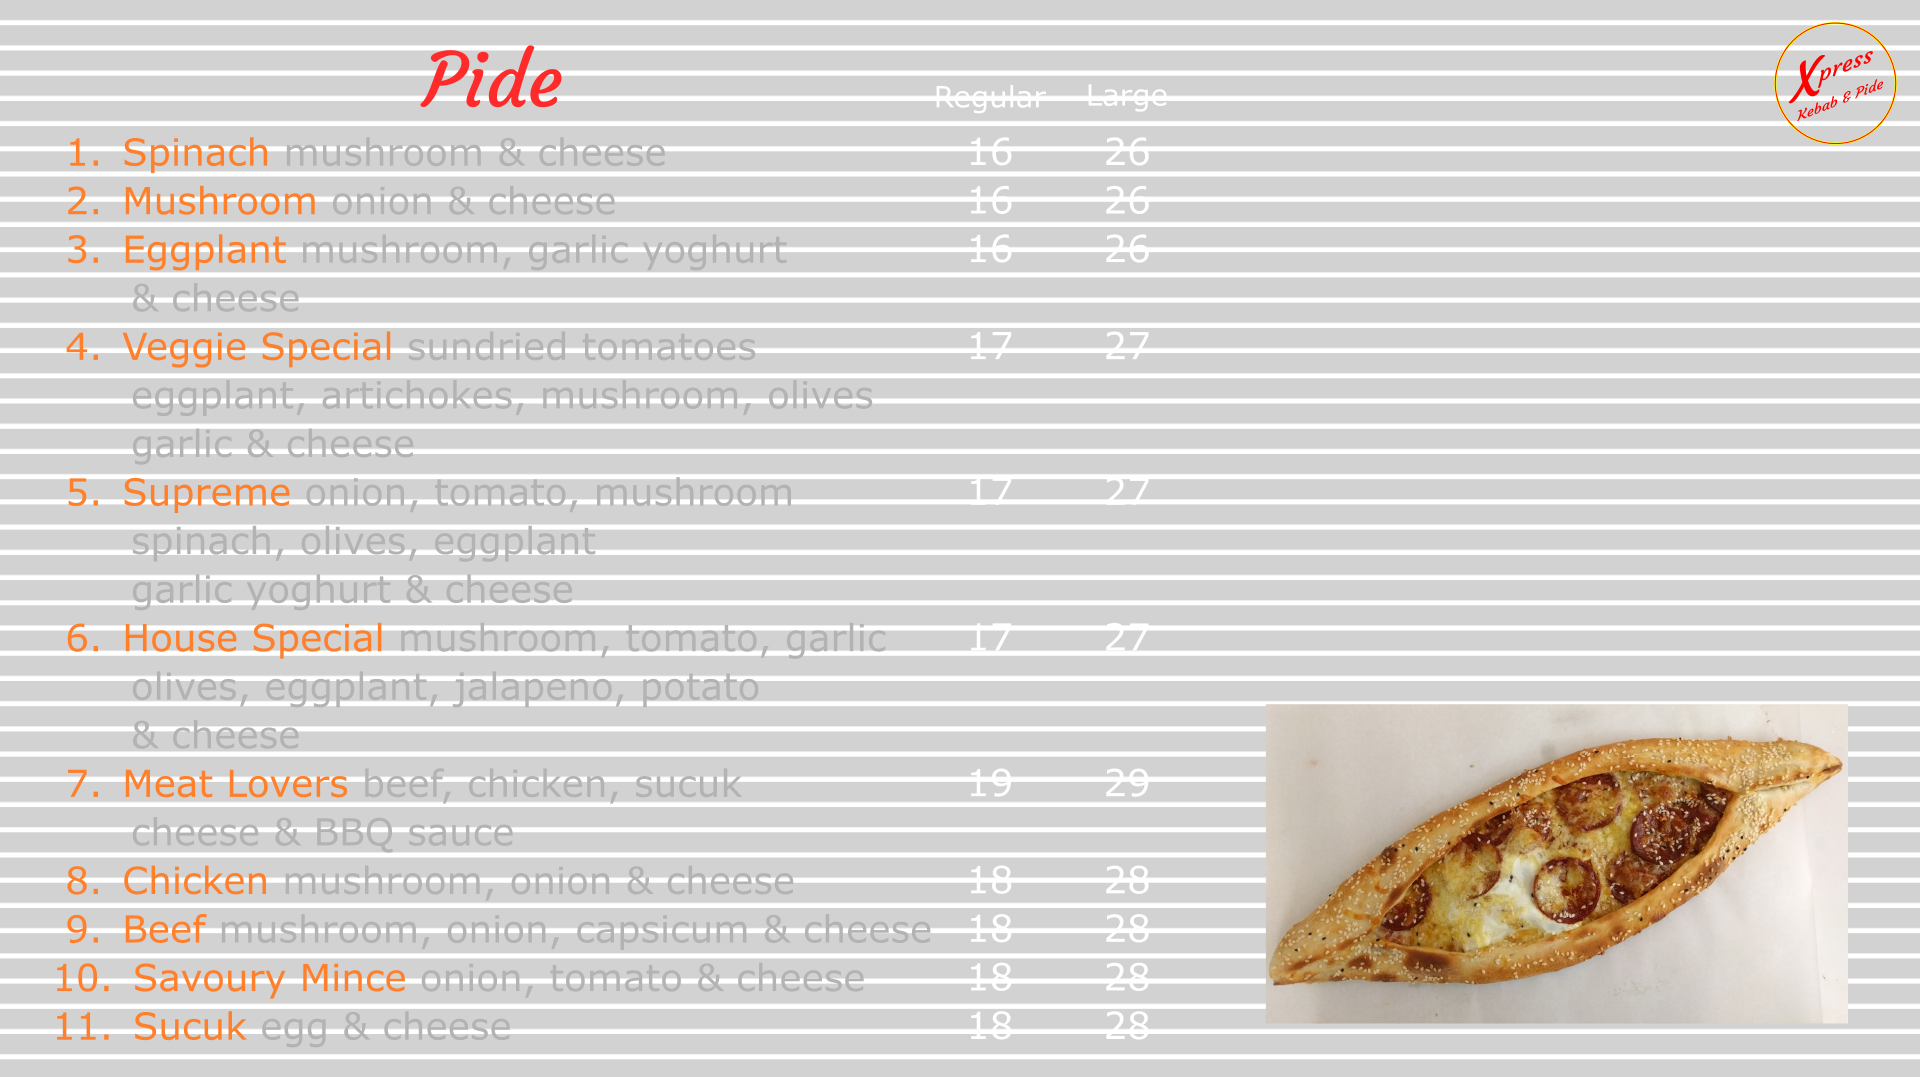 Pide
Xpress
Kebab & Pide
Regular Large
1. Spinach mushroom & cheese 16 26
2. Mushroom onion & cheese 16 26
3. Eggplant mushroom, garlic yoghurt 16 26
& cheese
4. Veggie Special sundried tomatoes 17 27
eggplant, artichokes, mushroom, olives
garlic & cheese
5. Supreme onion, tomato, mushroom 17 27
spinach, olives, eggplant
garlic yoghurt & cheese
6. House Special mushroom, tomato, garlic 17 27
olives, eggplant, jalapeno, potato
& cheese
7. Meat Lovers beef, chicken, sucuk 19 29
cheese & BBQ sauce
8. Chicken mushroom, onion & cheese 18 28
9. Beef mushroom, onion, capsicum & cheese 18 28
10. Savoury Mince onion, tomato & cheese 18 28
11. Sucuk egg & cheese 18 28